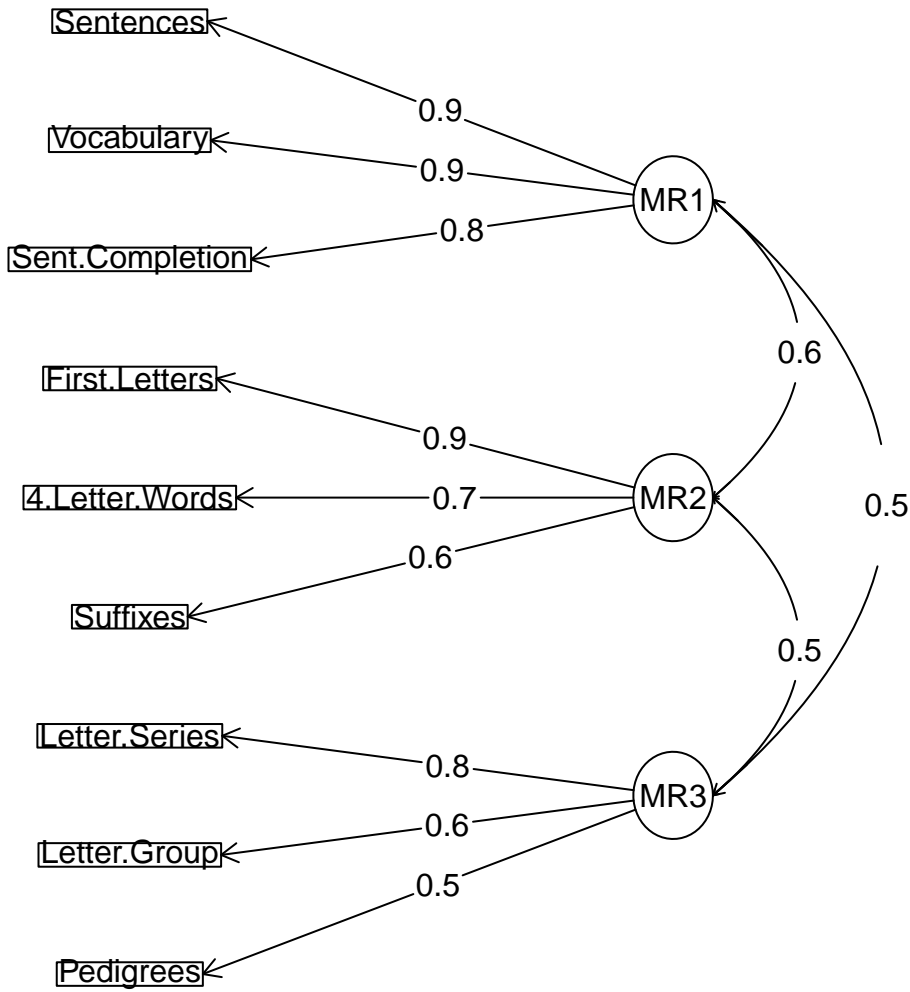 Sentences
0.9
Vocabulary
0.9
MR1
Sent.Completion
0.8
0.6
First.Letters
0.9
4.Letter.Words
0.7
MR2
0.5
Suffixes
0.6
0.5
Letter.Series
0.8
MR3
Letter.Group
0.6
0.5
Pedigrees